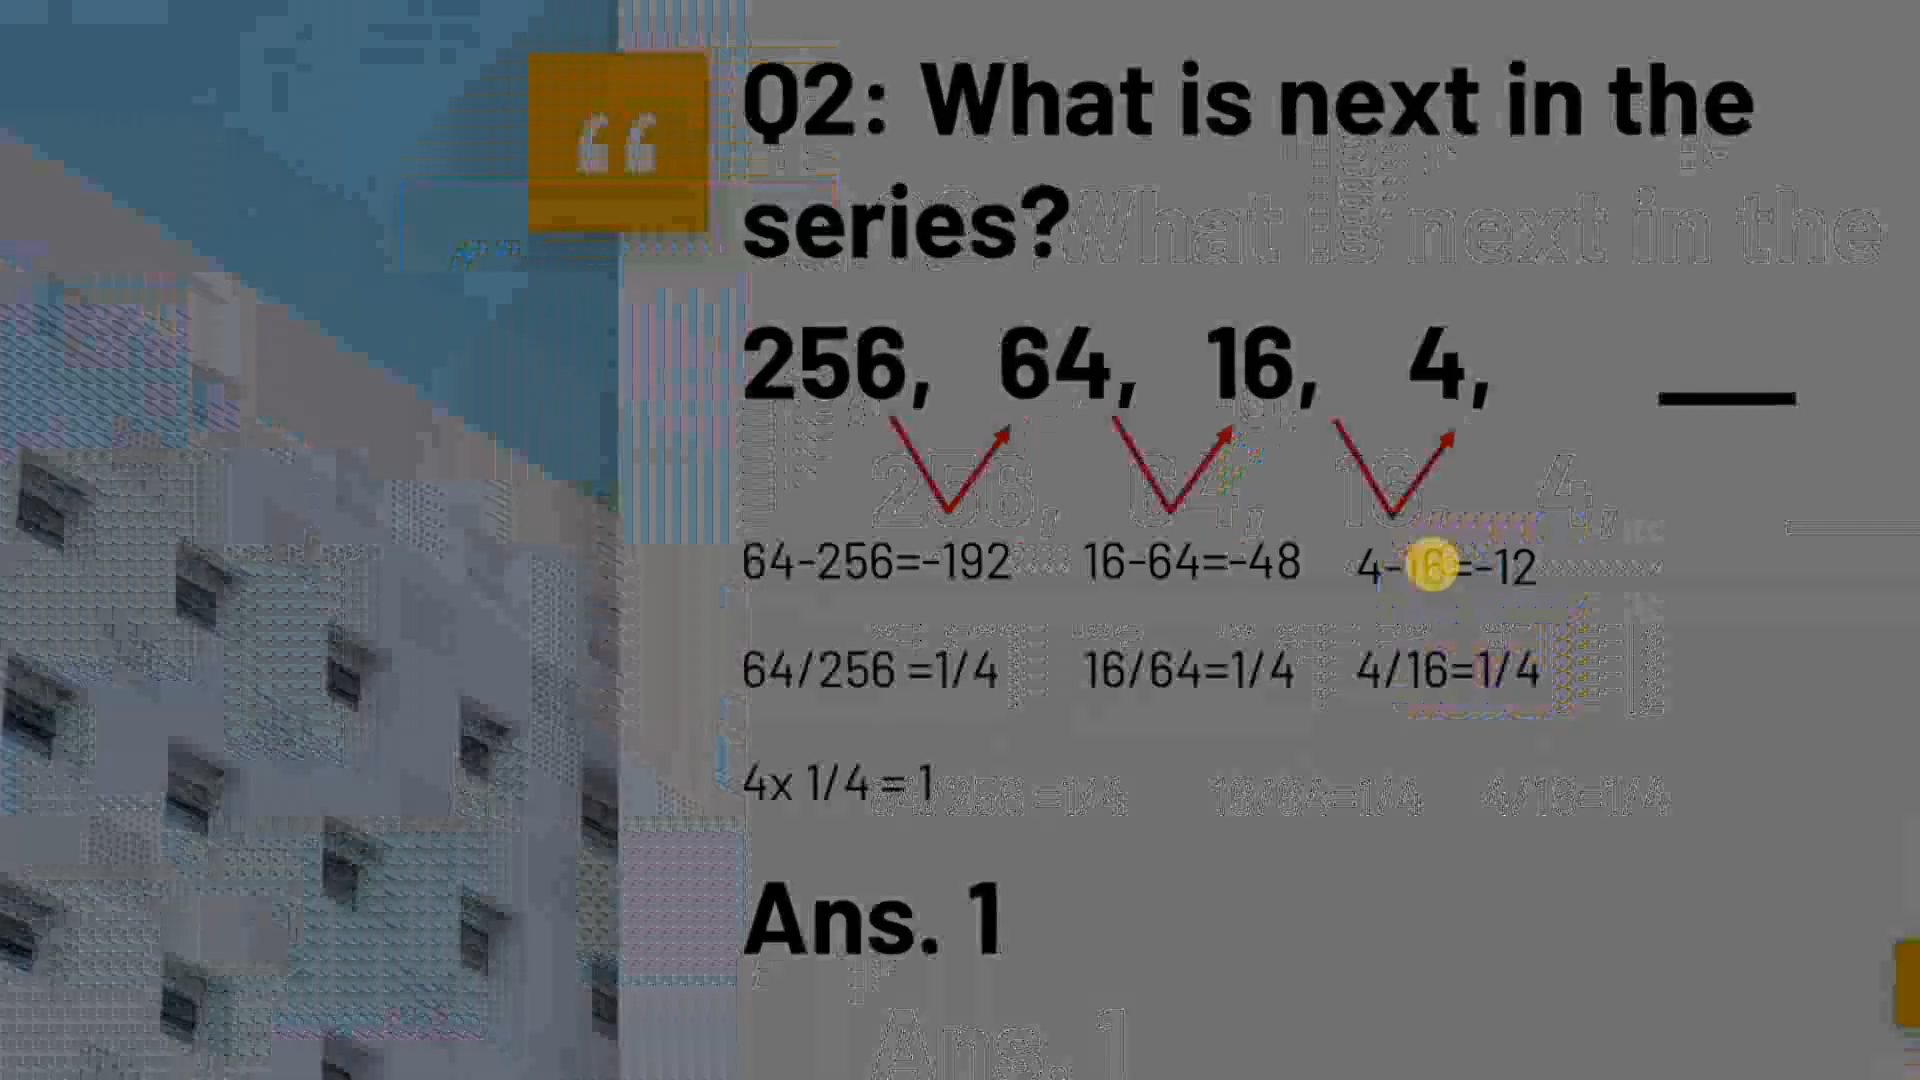 “
Q2: What is next in the
series?
256, 64, 16, 4, __
64-256=-192 16-64=-48 4-16=-12
64/256 =1/4 16/64=1/4 4/16=1/4
4x 1/4 = 1
Ans. 1